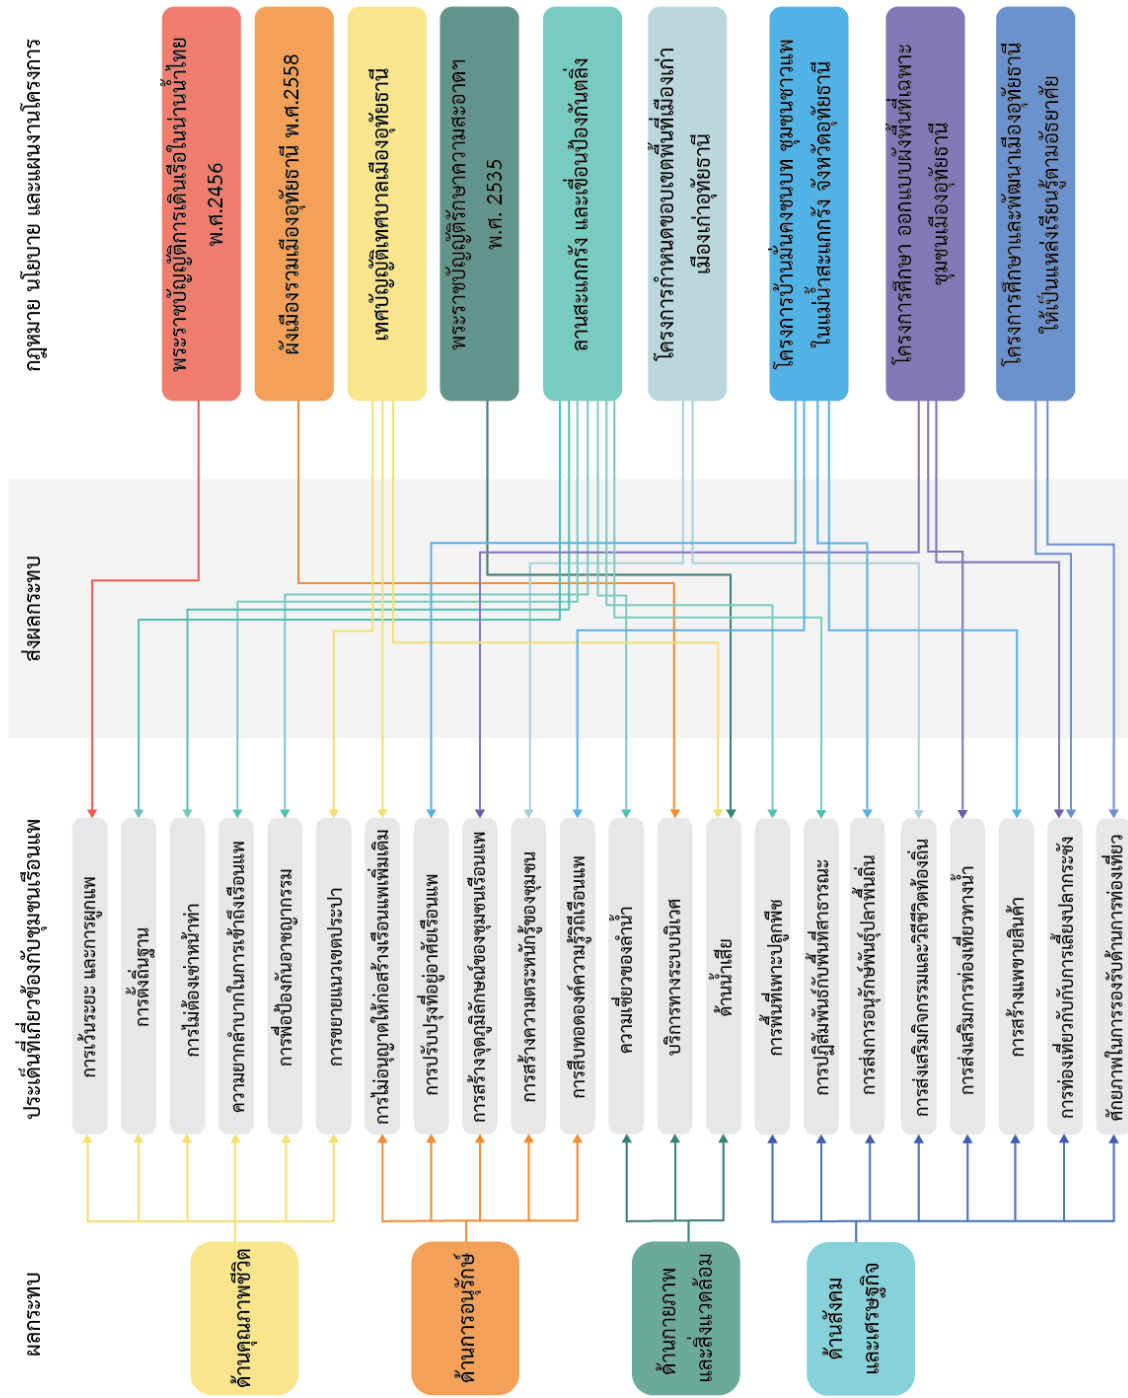 ผลกระทบ
ประเด็นที่เกี่ยวข้องกับชุมชนเรือนแพ
ส่งผลกระทบ
กฎหมาย นโยบาย และแผนงานโครงการ
ด้านคุณภาพชีวิต
ด้านการอนุรักษ์
ด้านกายภาพ
และสิ่งแวดล้อม
ด้านสังคม
และเศรษฐกิจ
การเว้นระยะ และการผูกแพ
การตั้งถิ่นฐาน
การไม่ต้องเช่าหน้าท่า
ความยากลำบากในการเข้าถึงเรือนแพ
การพื่อป้องกันอาชญากรรม
การขยายแนวเขตประปา
การไม่อนุญาตให้ก่อสร้างเรือนแพเพิ่มเติม
การปรับปรุงที่อยู่อาศัยเรือนแพ
การสร้างจุดภูมิลักษณ์ของชุมชนเรือนแพ
การสร้างความตระหนักรู้ของชุมชน
การสืบทอดองค์ความรู้วิถีเรือนแพ
ความเชี่ยวของลำน้ำ
บริการทางระบบนิเวศ
ด้านน้ำเสีย
การพื้นที่เพาะปลูกพืช
การปฏิสัมพันธ์กับพื้นที่สาธารณะ
การส่งการอนุรักษ์พันธุ์ปลาพื้นถิ่น
การส่งเสริมกิจกรรมและวิถีชีวิตท้องถิ่น
การส่งเสริมการท่องเที่ยวทางน้ำ
การสร้างแพขายสินค้า
การท่องเที่ยวกับกับการเลี้ยงปลากระชัง
ศักยภาพในการรองรับด้านการท่องเที่ยว
พระราชบัญญัติการเดินเรือในน่านน้ำไทย
พ.ศ.2456
ผังเมืองรวมเมืองอุทัยธานี พ.ศ.2558
เทศบัญญัติเทศบาลเมืองอุทัยธานี
พระราชบัญญัติรักษาความสะอาดฯ
พ.ศ. 2535
ลานสะแกกรัง และเขื่อนป้องกันตลิ่ง
โครงการกำหนดขอบเขตพื้นที่เมืองเก่า
เมืองเก่าอุทัยธานี
โครงการบ้านมั่นคงชนบท ชุมชนชาวแพ
ในแม่น้ำสะแกกรัง จังหวัดอุทัยธานี
โครงการศึกษา ออกแบบผังพื้นที่เฉพาะ
ชุมชนเมืองอุทัยธานี
โครงการศึกษาและพัฒนาเมืองอุทัยธานี
ให้เป็นแหล่งเรียนรู้ตามอัธยาศัย